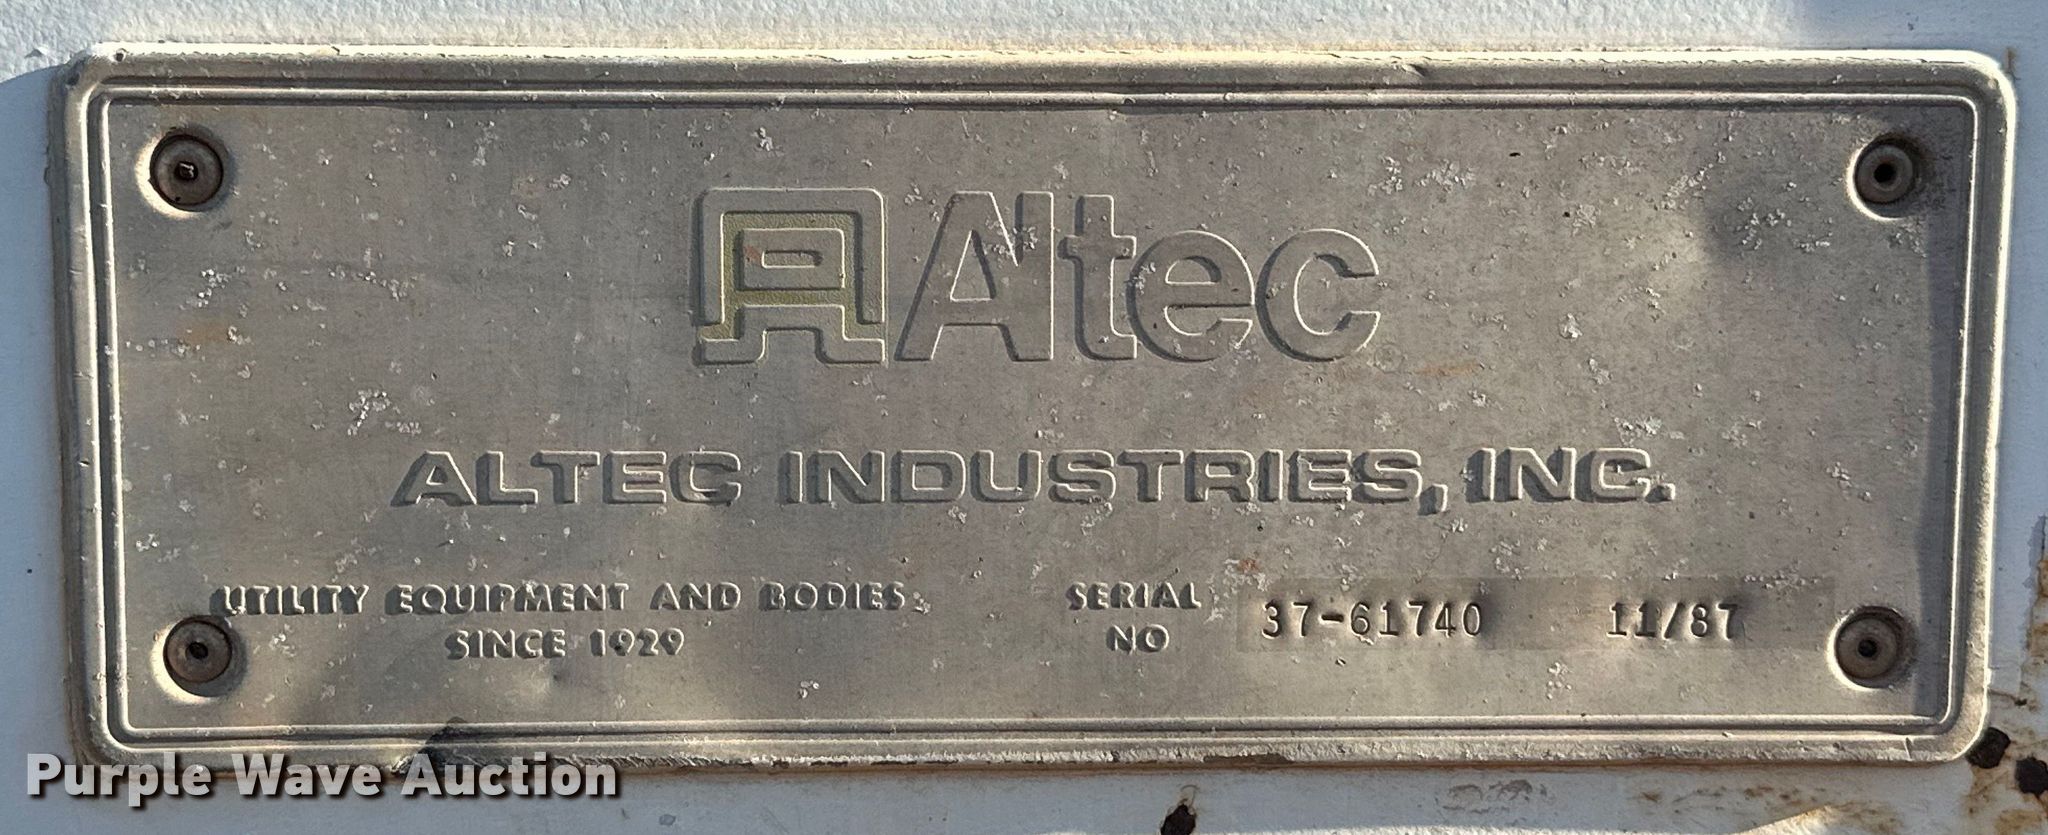 Altec
ALTEC INDUSTRIES, INC.
UTILITY EQUIPMENT AND BODIES
SINCE 1929
SERIAL
NO
37-61740 11/87
Purple Wave Auction